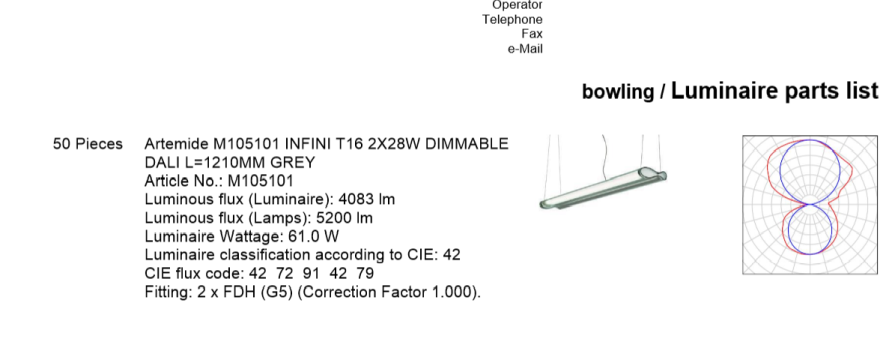 Operator
Telephone
Fax
e-Mail
bowling / Luminaire parts list
50 Pieces Artemide M105101 INFINI T16 2X28W DIMMABLE
DALI L=1210MM GREY
Article No.: M105101
Luminous flux (Luminaire): 4083 lm
Luminous flux (Lamps): 5200 lm
Luminaire Wattage: 61.0 W
Luminaire classification according to CIE: 42
CIE flux code: 42 72 91 42 79
Fitting: 2 x FDH (G5) (Correction Factor 1.000).